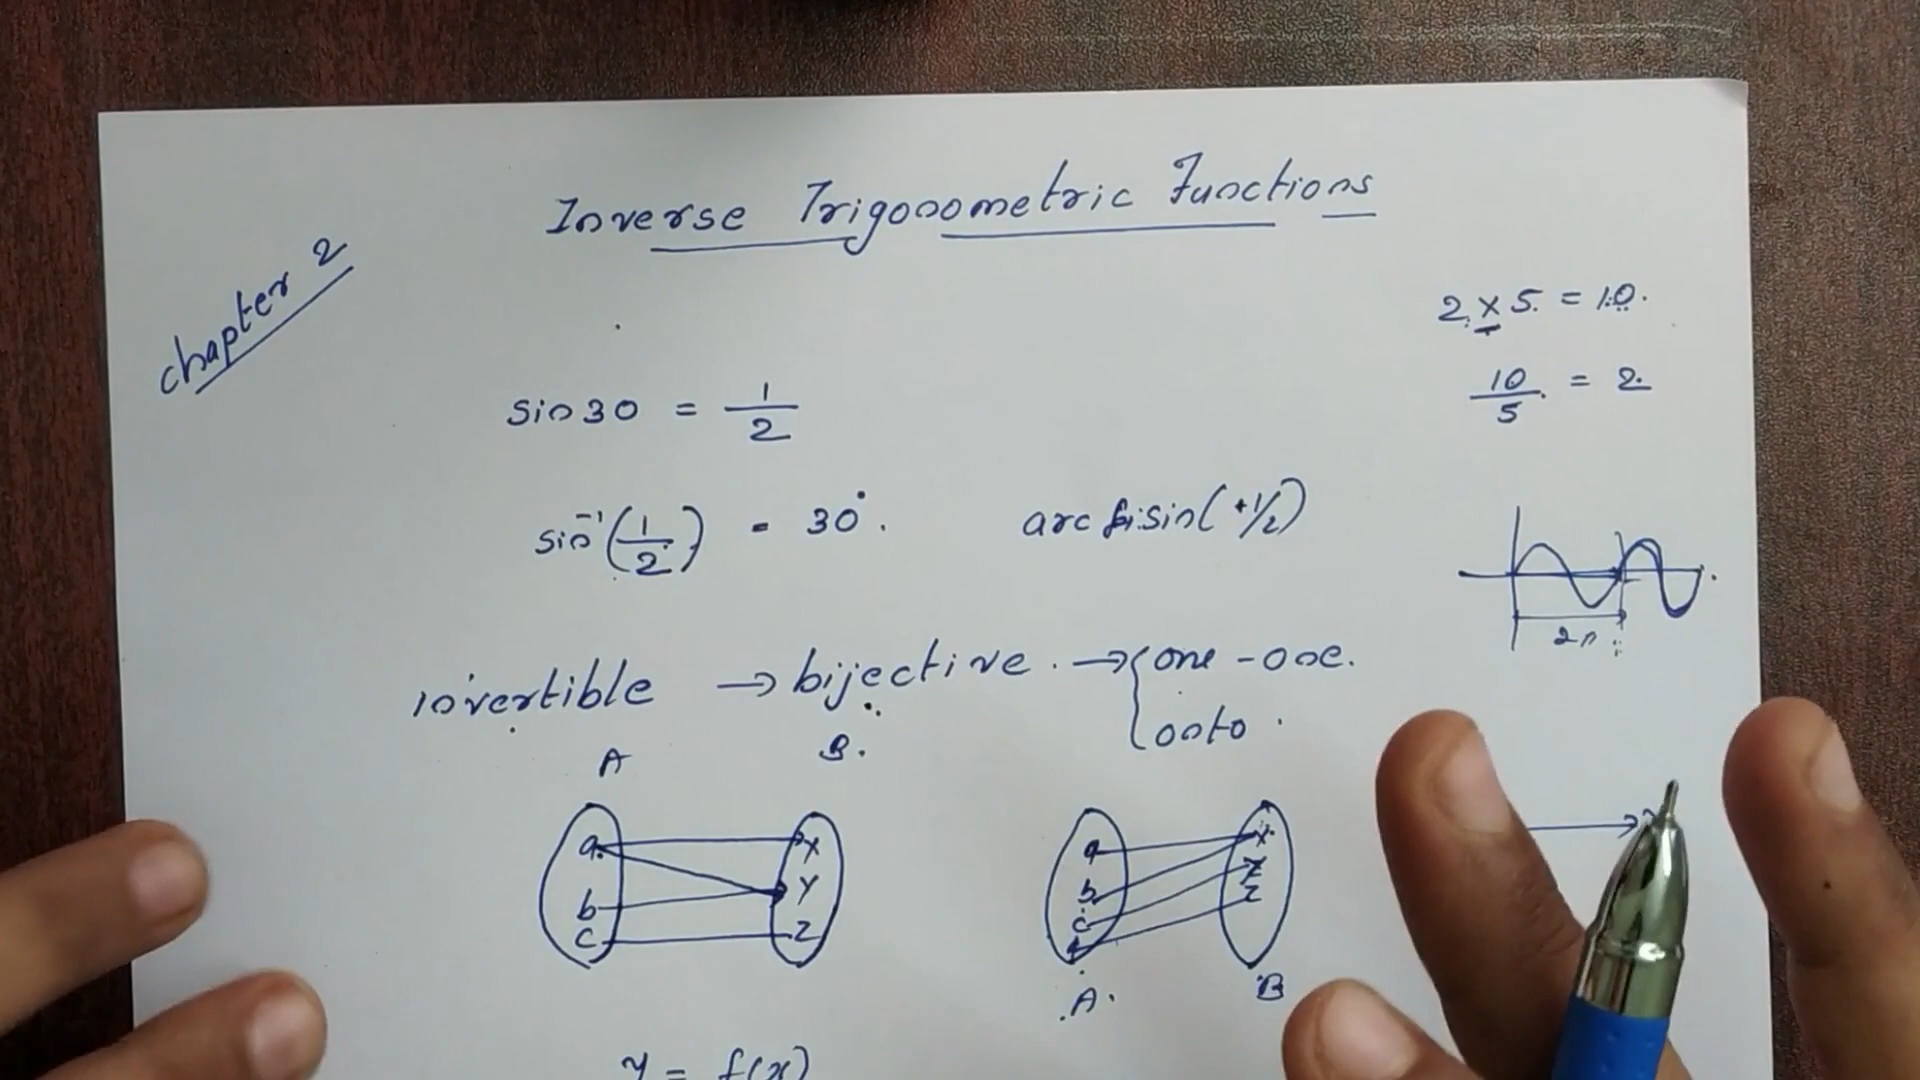 Inverse Trigonometric Functions
chapter 2
2 x 5 = 10.
10/5 = 2
sin 30 = 1/2
sin⁻¹(1/2) = 30°.
arc sin(+1/2)
2π
invertible → bijective. → { one-one.
onto.
A B.
a x
b y
c z
a x
b y
c z
A. B
y = f(x)